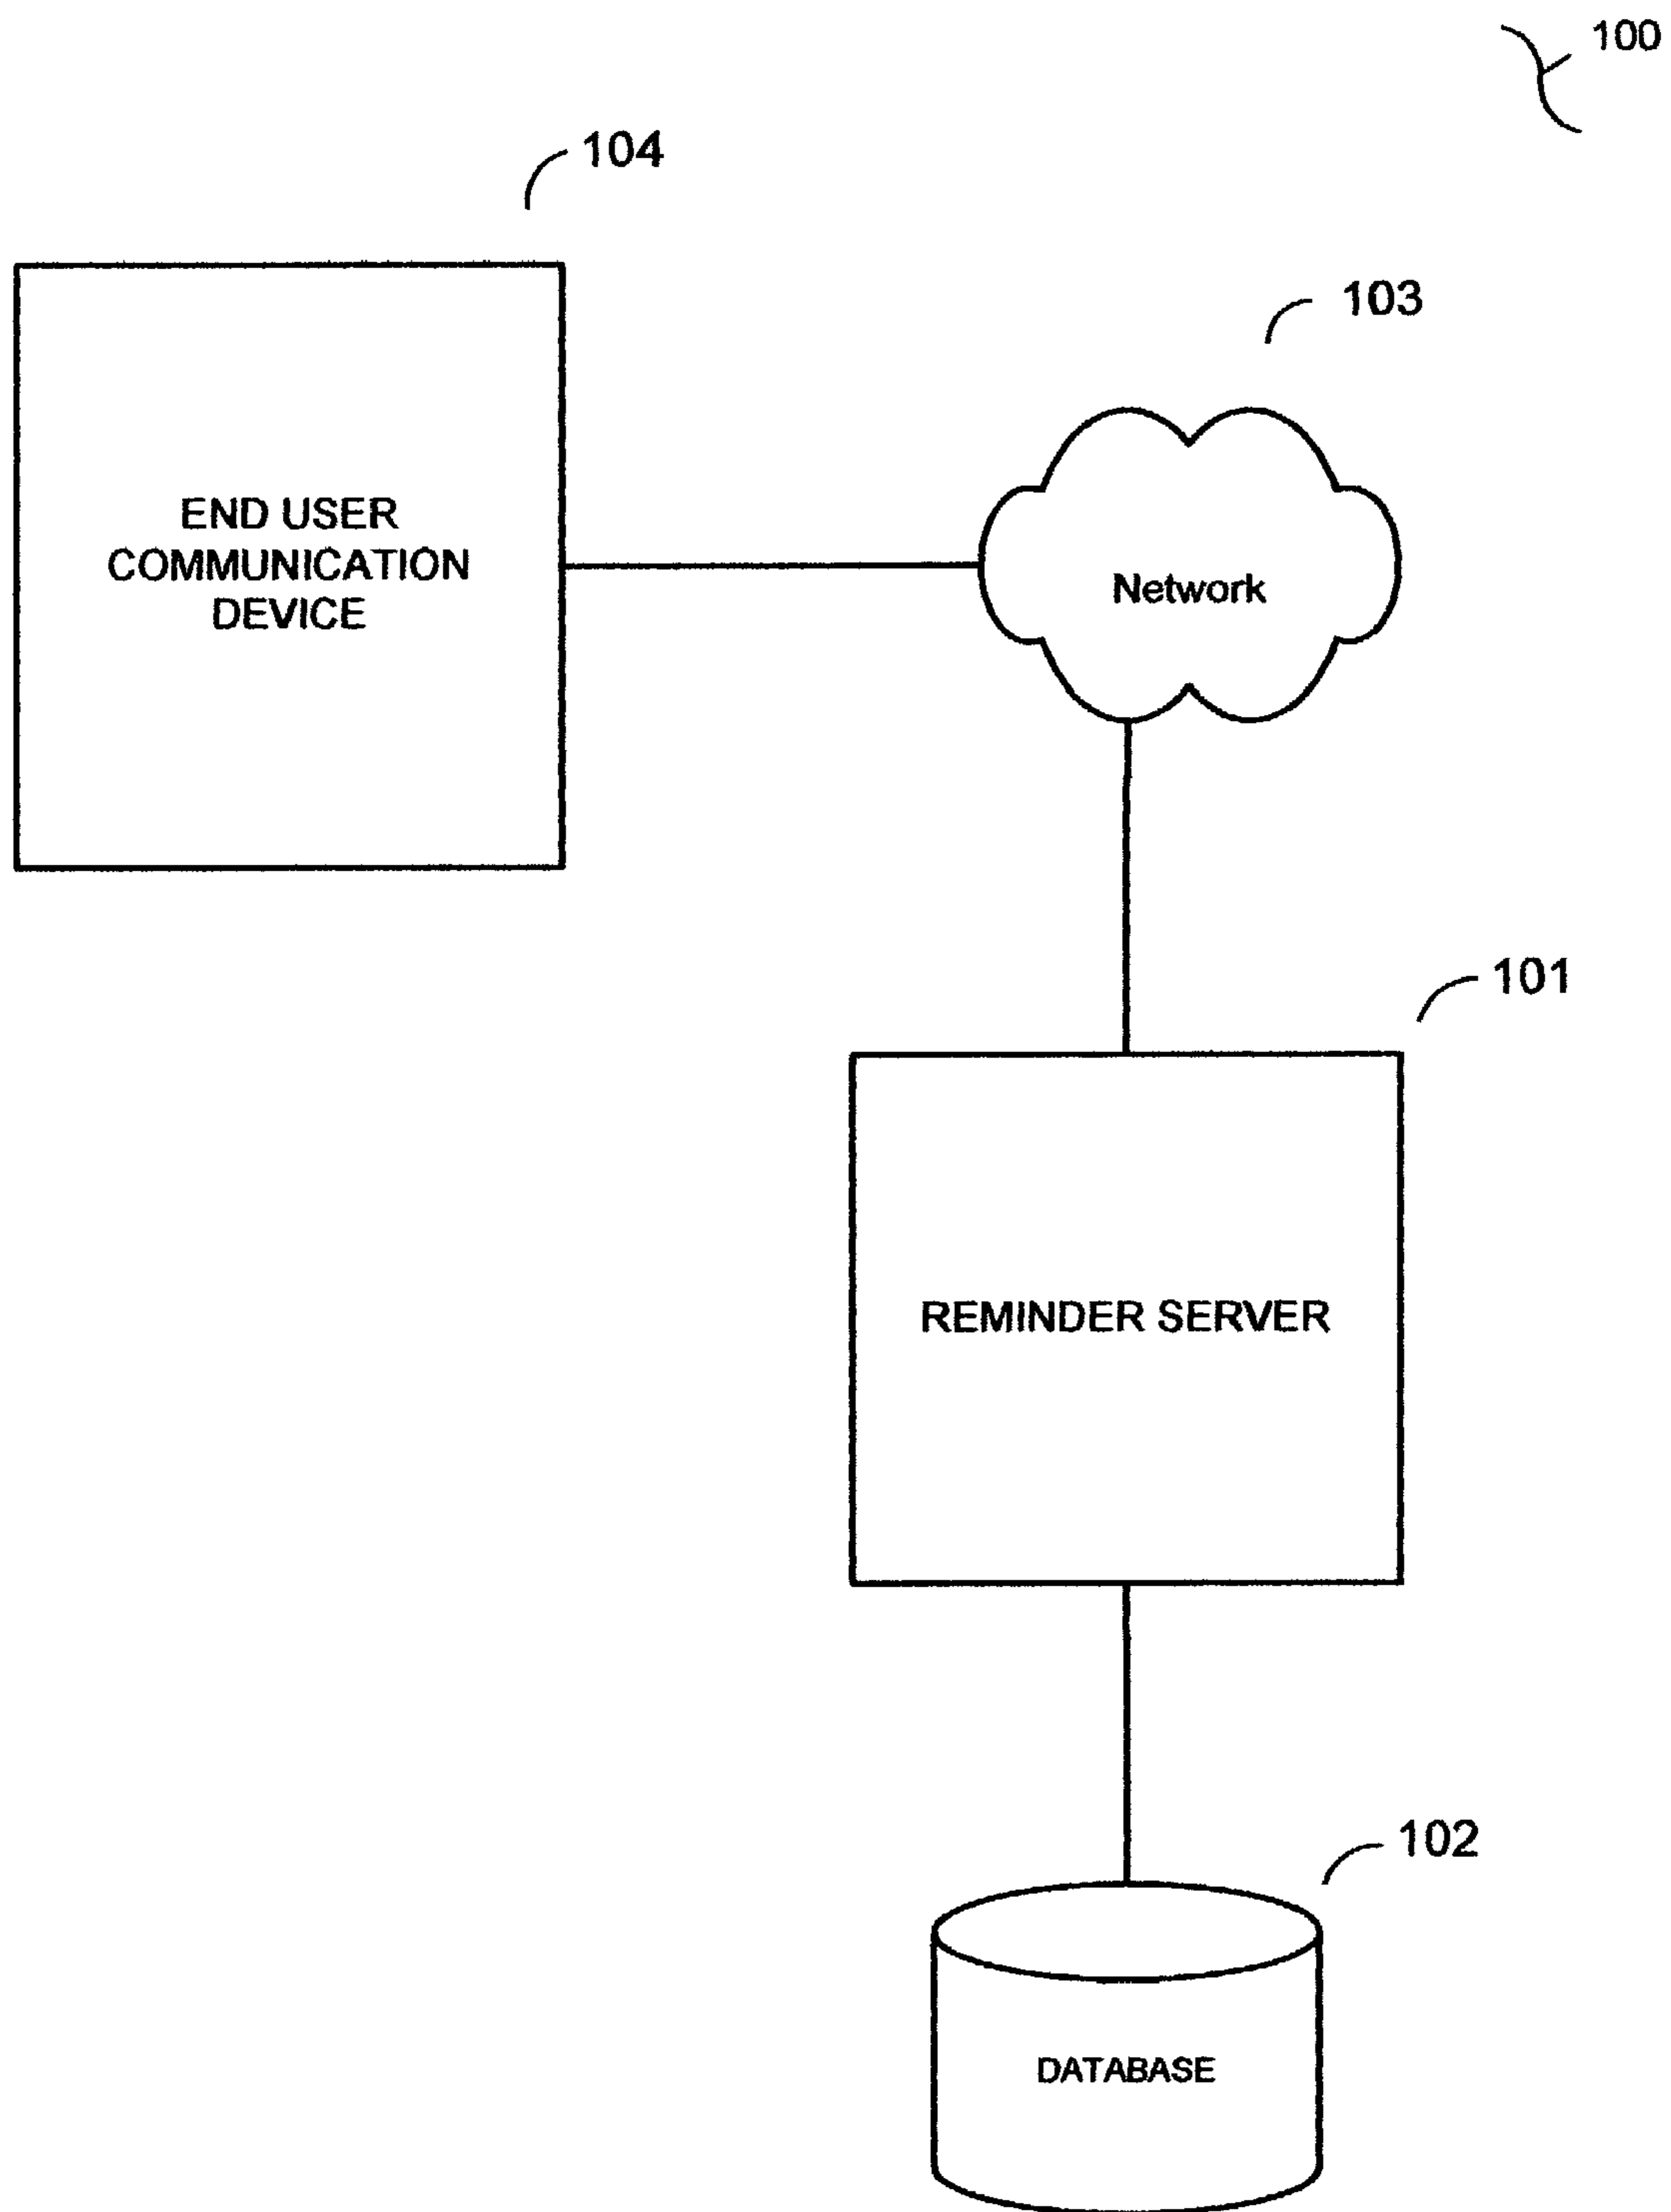 100
104
103
END USER
COMMUNICATION
DEVICE
Network
101
REMINDER SERVER
102
DATABASE